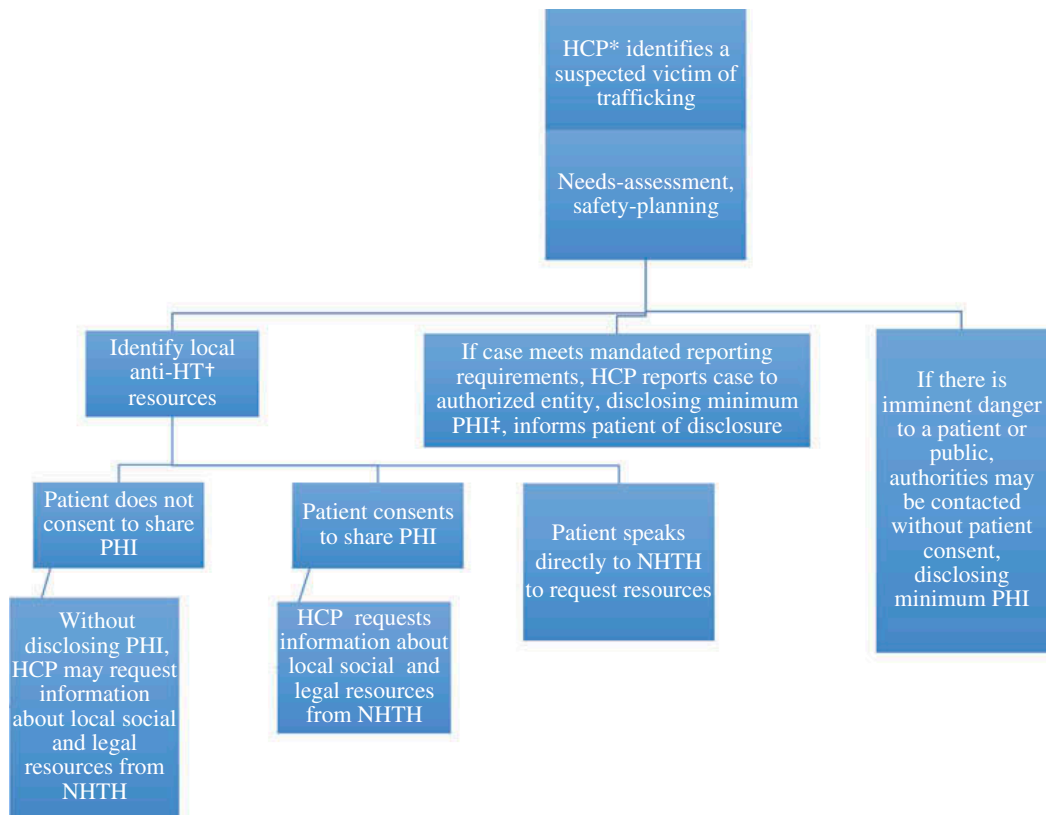 HCP* identifies a
suspected victim of
trafficking
Needs-assessment,
safety-planning
Identify local
anti-HT†
resources
If case meets mandated reporting
requirements, HCP reports case to
authorized entity, disclosing minimum
PHI‡, informs patient of disclosure
If there is
imminent danger
to a patient or
public,
authorities may
be contacted
without patient
consent,
disclosing
minimum PHI
Patient does not
consent to share
PHI
Patient consents
to share PHI
Patient speaks
directly to NHTH
to request resources
Without
disclosing PHI,
HCP may request
information
about local social
and legal
resources from
NHTH
HCP requests
information about
local social and
legal resources
from NHTH